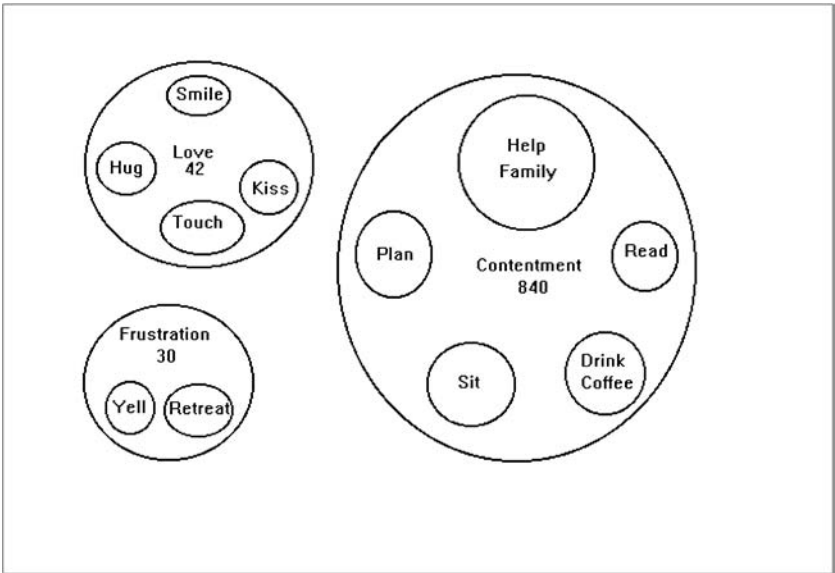 Smile
Love
42
Hug
Kiss
Touch
Frustration
30
Yell
Retreat
Help
Family
Plan
Read
Contentment
840
Sit
Drink
Coffee